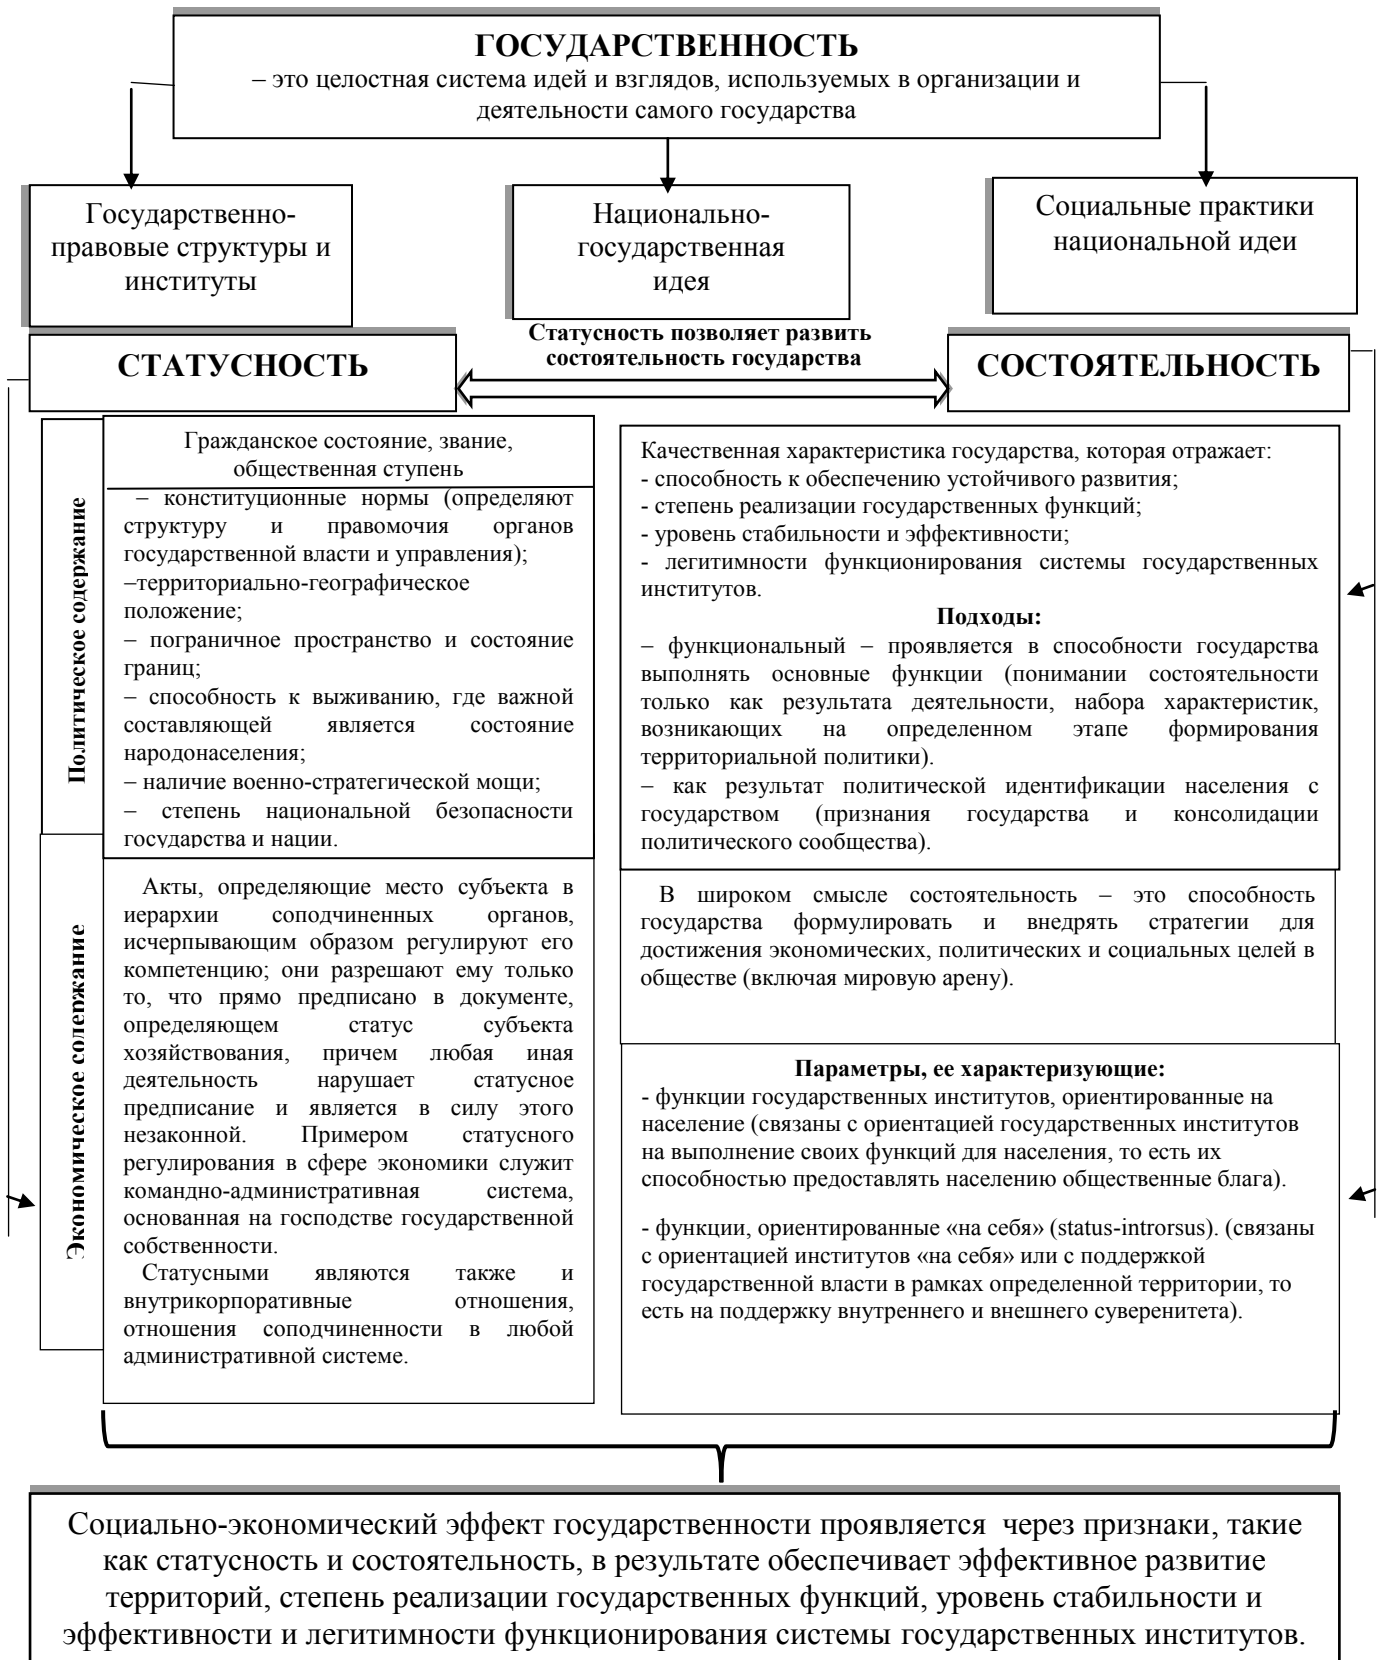 ГОСУДАРСТВЕННОСТЬ
– это целостная система идей и взглядов, используемых в организации и
деятельности самого государства
Государственно-
правовые структуры и
институты
Национально-
государственная
идея
Социальные практики
национальной идеи
Статусность позволяет развить
состоятельность государства
СТАТУСНОСТЬ
СОСТОЯТЕЛЬНОСТЬ
Политическое содержание
Гражданское состояние, звание,
общественная ступень
– конституционные нормы (определяют
структуру и правомочия органов
государственной власти и управления);
–территориально-географическое
положение;
– пограничное пространство и состояние
границ;
– способность к выживанию, где важной
составляющей является состояние
народонаселения;
– наличие военно-стратегической мощи;
– степень национальной безопасности
государства и нации.
Качественная характеристика государства, которая отражает:
- способность к обеспечению устойчивого развития;
- степень реализации государственных функций;
- уровень стабильности и эффективности;
- легитимности функционирования системы государственных
институтов.
Подходы:
– функциональный – проявляется в способности государства
выполнять основные функции (понимании состоятельности
только как результата деятельности, набора характеристик,
возникающих на определенном этапе формирования
территориальной политики).
– как результат политической идентификации населения с
государством (признания государства и консолидации
политического сообщества).
Экономическое содержание
Акты, определяющие место субъекта в
иерархии соподчиненных органов,
исчерпывающим образом регулируют его
компетенцию; они разрешают ему только
то, что прямо предписано в документе,
определяющем статус субъекта
хозяйствования, причем любая иная
деятельность нарушает статусное
предписание и является в силу этого
незаконной. Примером статусного
регулирования в сфере экономики служит
командно-административная система,
основанная на господстве государственной
собственности.
Статусными являются также и
внутрикорпоративные отношения,
отношения соподчиненности в любой
административной системе.
В широком смысле состоятельность – это способность
государства формулировать и внедрять стратегии для
достижения экономических, политических и социальных целей в
обществе (включая мировую арену).
Параметры, ее характеризующие:
- функции государственных институтов, ориентированные на
население (связаны с ориентацией государственных институтов
на выполнение своих функций для населения, то есть их
способностью предоставлять населению общественные блага).
- функции, ориентированные «на себя» (status-introrsus). (связаны
с ориентацией институтов «на себя» или с поддержкой
государственной власти в рамках определенной территории, то
есть на поддержку внутреннего и внешнего суверенитета).
Социально-экономический эффект государственности проявляется через признаки, такие
как статусность и состоятельность, в результате обеспечивает эффективное развитие
территорий, степень реализации государственных функций, уровень стабильности и
эффективности и легитимности функционирования системы государственных институтов.